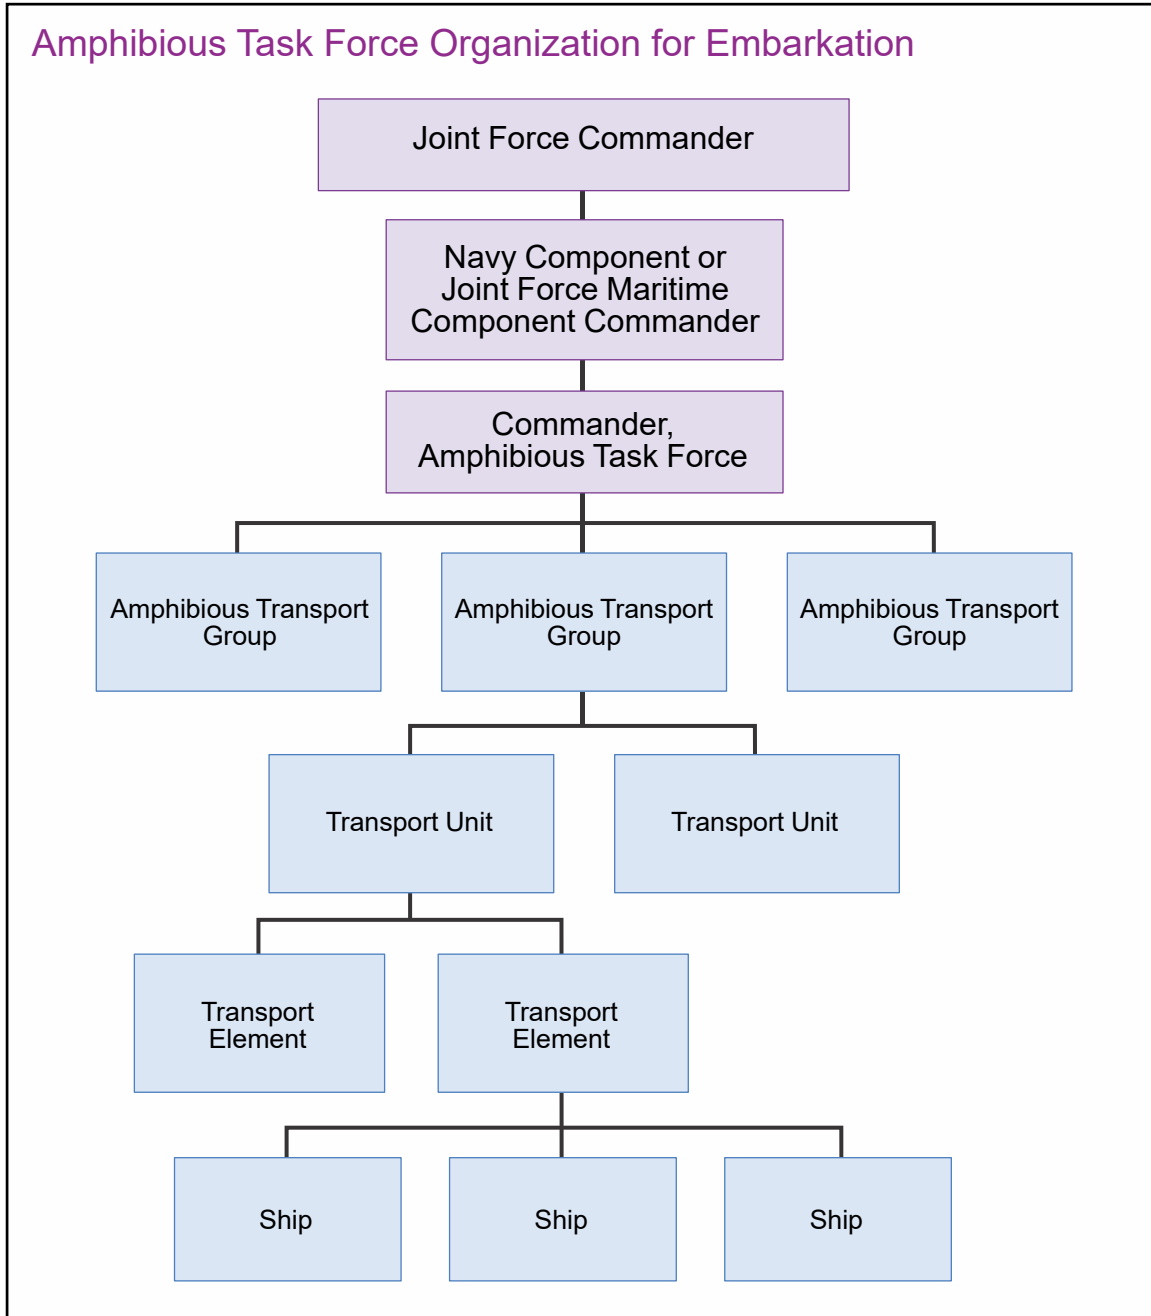 Amphibious Task Force Organization for Embarkation
Joint Force Commander
Navy Component or
Joint Force Maritime
Component Commander
Commander,
Amphibious Task Force
Amphibious Transport
Group
Amphibious Transport
Group
Amphibious Transport
Group
Transport Unit
Transport Unit
Transport
Element
Transport
Element
Ship
Ship
Ship